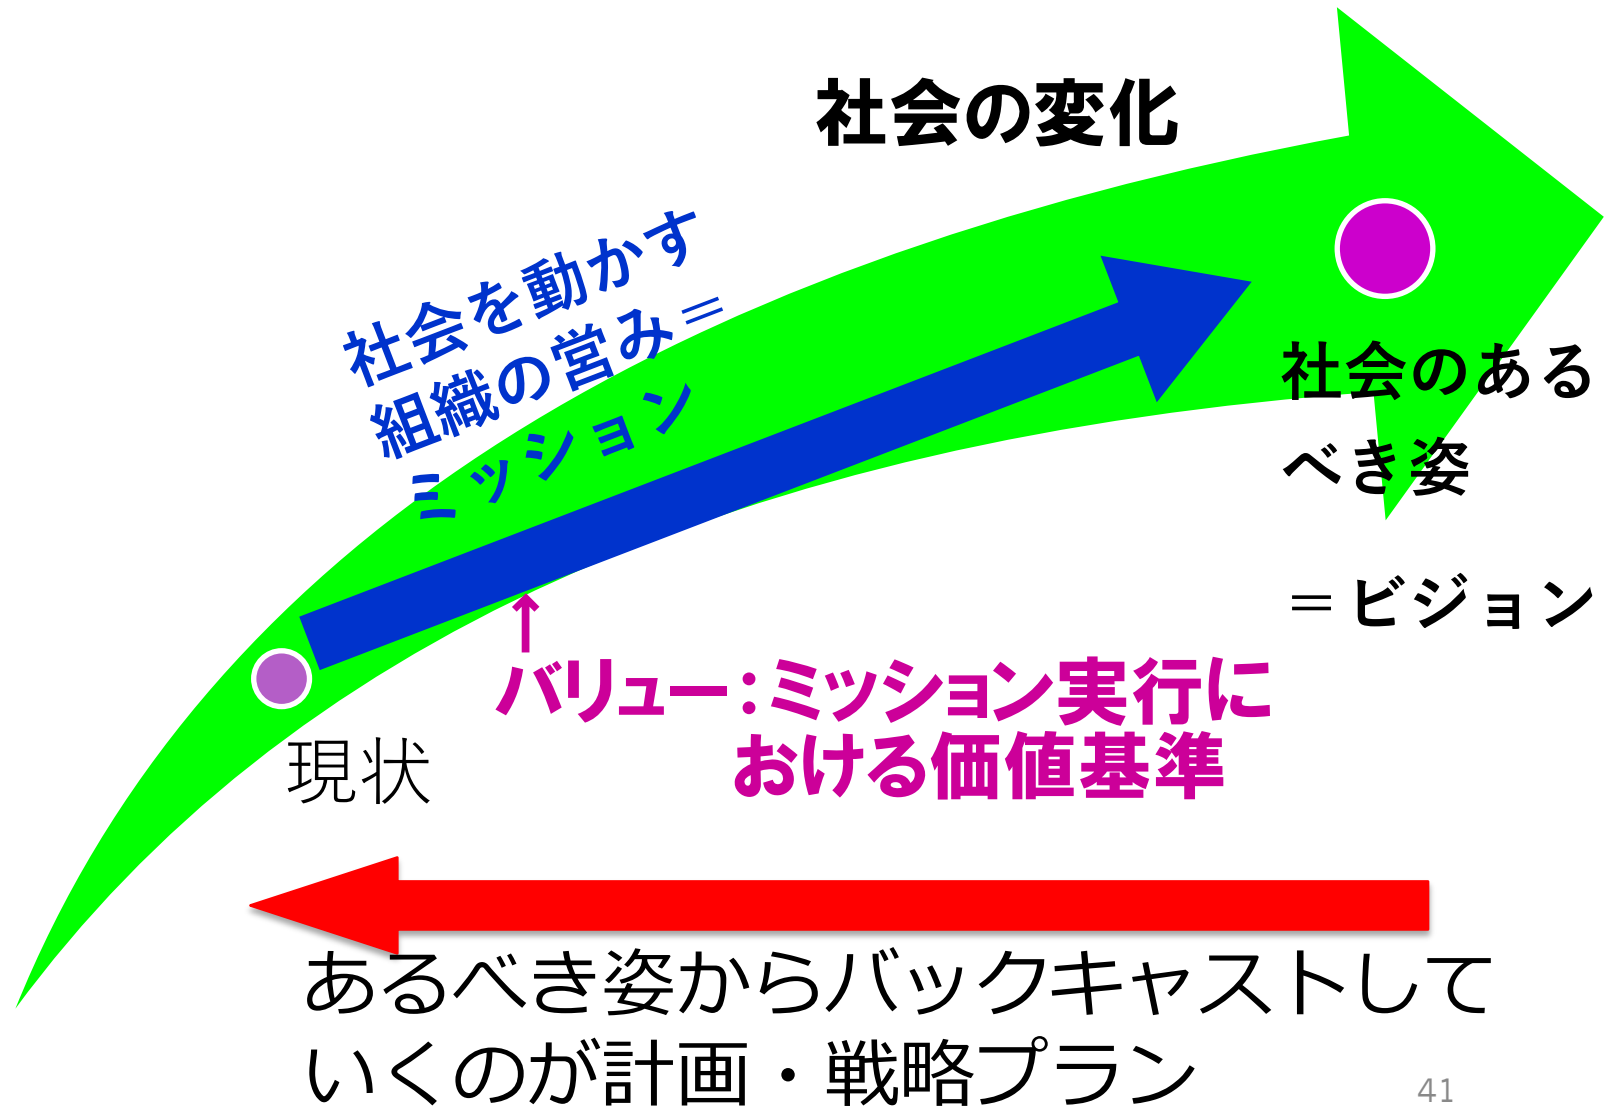 社会の変化
社会を動かす
組織の営み＝
ミッション
社会のある
べき姿
＝ビジョン
↑
バリュー：ミッション実行に
おける価値基準
現状
あるべき姿からバックキャストして
いくのが計画・戦略プラン
41